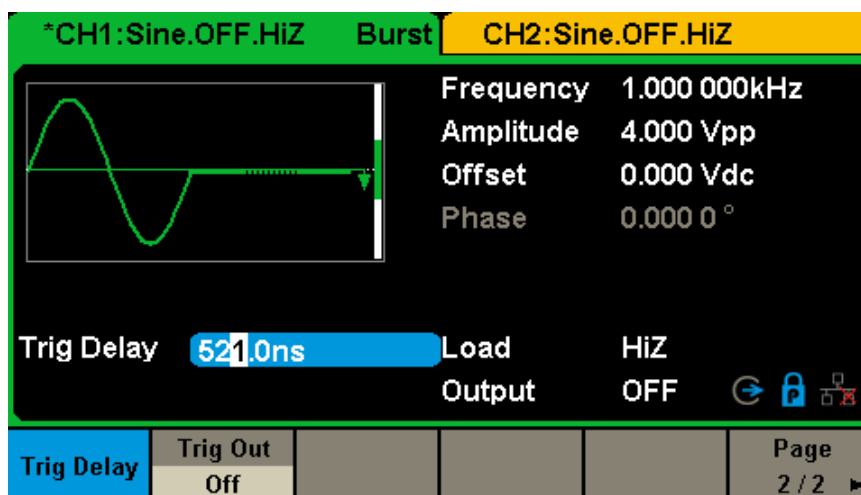 *CH1:Sine.OFF.HiZ Burst CH2:Sine.OFF.HiZ
Frequency 1.000 000kHz
Amplitude 4.000 Vpp
Offset 0.000 Vdc
Phase 0.000 0 °
Trig Delay 521.0ns Load HiZ
Output OFF P
Trig Delay Trig Out Page
Off 2 / 2